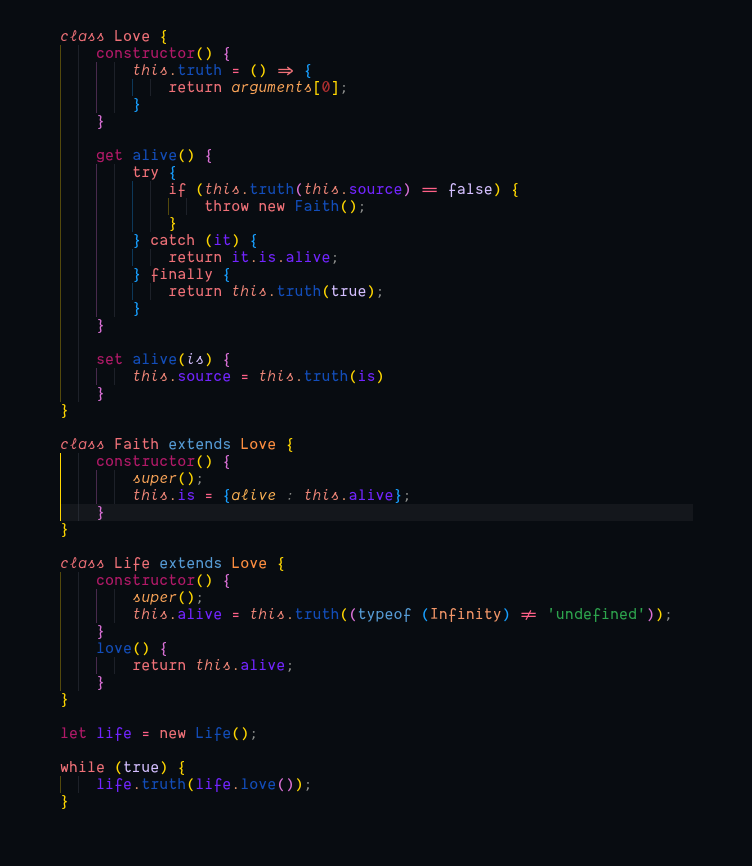 class Love {
    constructor() {
        this.truth = () => {
            return arguments[0];
        }
    }

    get alive() {
        try {
            if (this.truth(this.source) == false) {
                throw new Faith();
            }
        } catch (it) {
            return it.is.alive;
        } finally {
            return this.truth(true);
        }
    }

    set alive(is) {
        this.source = this.truth(is)
    }
}

class Faith extends Love {
    constructor() {
        super();
        this.is = {alive : this.alive};
    }
}

class Life extends Love {
    constructor() {
        super();
        this.alive = this.truth((typeof (Infinity) != 'undefined'));
    }
    love() {
        return this.alive;
    }
}

let life = new Life();

while (true) {
    life.truth(life.love());
}